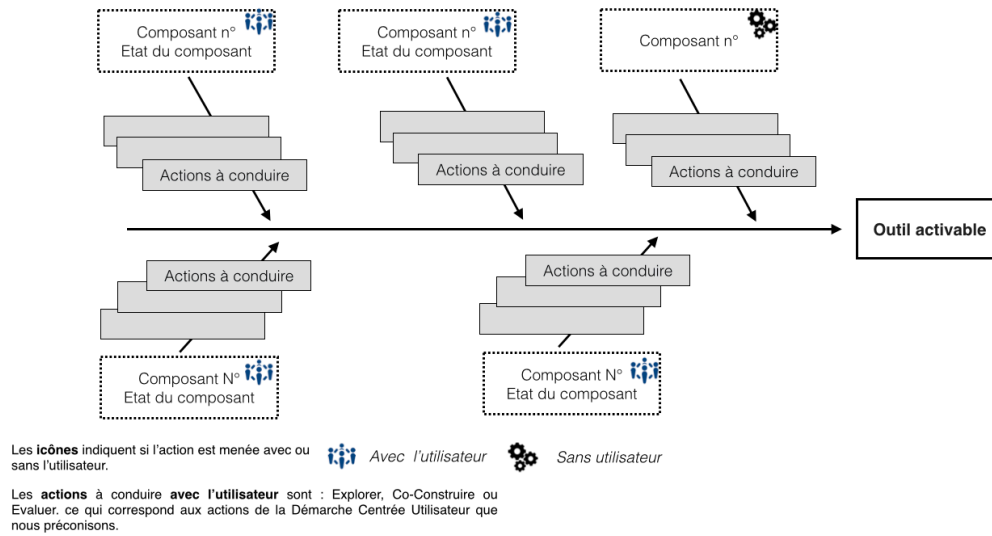 Composant n°
Etat du composant
Composant n°
Etat du composant
Composant n°
Actions à conduire
Actions à conduire
Actions à conduire
Outil activable
Actions à conduire
Actions à conduire
Composant N°
Etat du composant
Composant N°
Etat du composant
Les icônes indiquent si l'action est menée avec ou
sans l'utilisateur.
Avec l'utilisateur
Sans utilisateur
Les actions à conduire avec l'utilisateur sont : Explorer, Co-Construire ou
Evaluer. ce qui correspond aux actions de la Démarche Centrée Utilisateur que
nous préconisons.